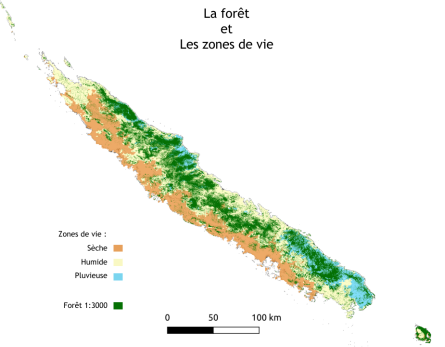 La forêt
et
Les zones de vie
Zones de vie :
Sèche
Humide
Pluvieuse
Forêt 1:3000
0 50 100 km